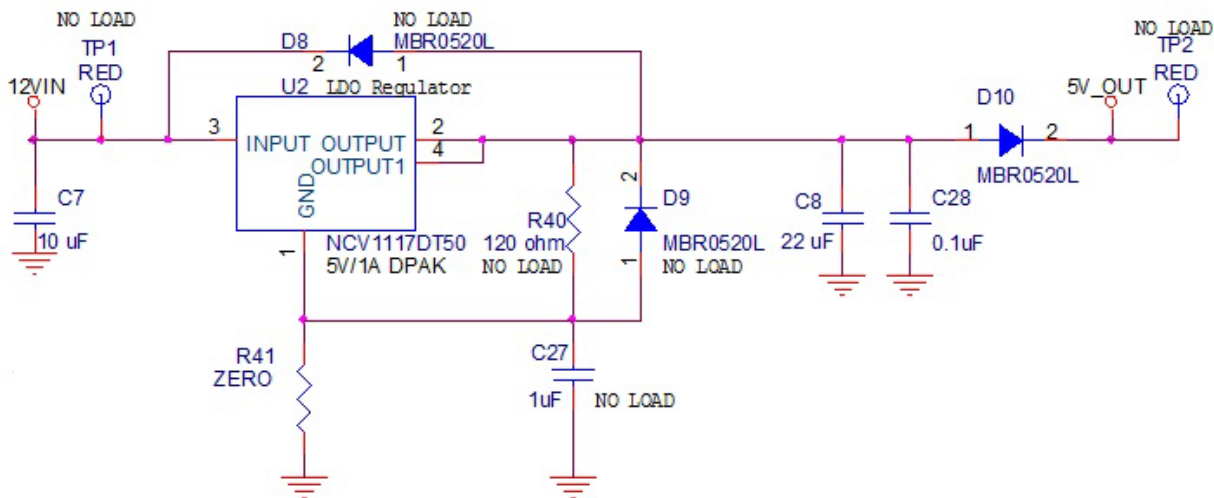 NO LOAD
TP1
RED
12VIN
C7
10 uF
D8
NO LOAD
MBR0520L
2
1
U2
LDO Regulator
3
INPUT
OUTPUT
2
OUTPUT1
4
GND
1
NCV1117DT50
5V/1A DPAK
R40
120 ohm
NO LOAD
2
D9
MBR0520L
1
NO LOAD
C8
22 uF
C28
0.1uF
D10
1
2
MBR0520L
5V_OUT
NO LOAD
TP2
RED
R41
ZERO
C27
1uF
NO LOAD